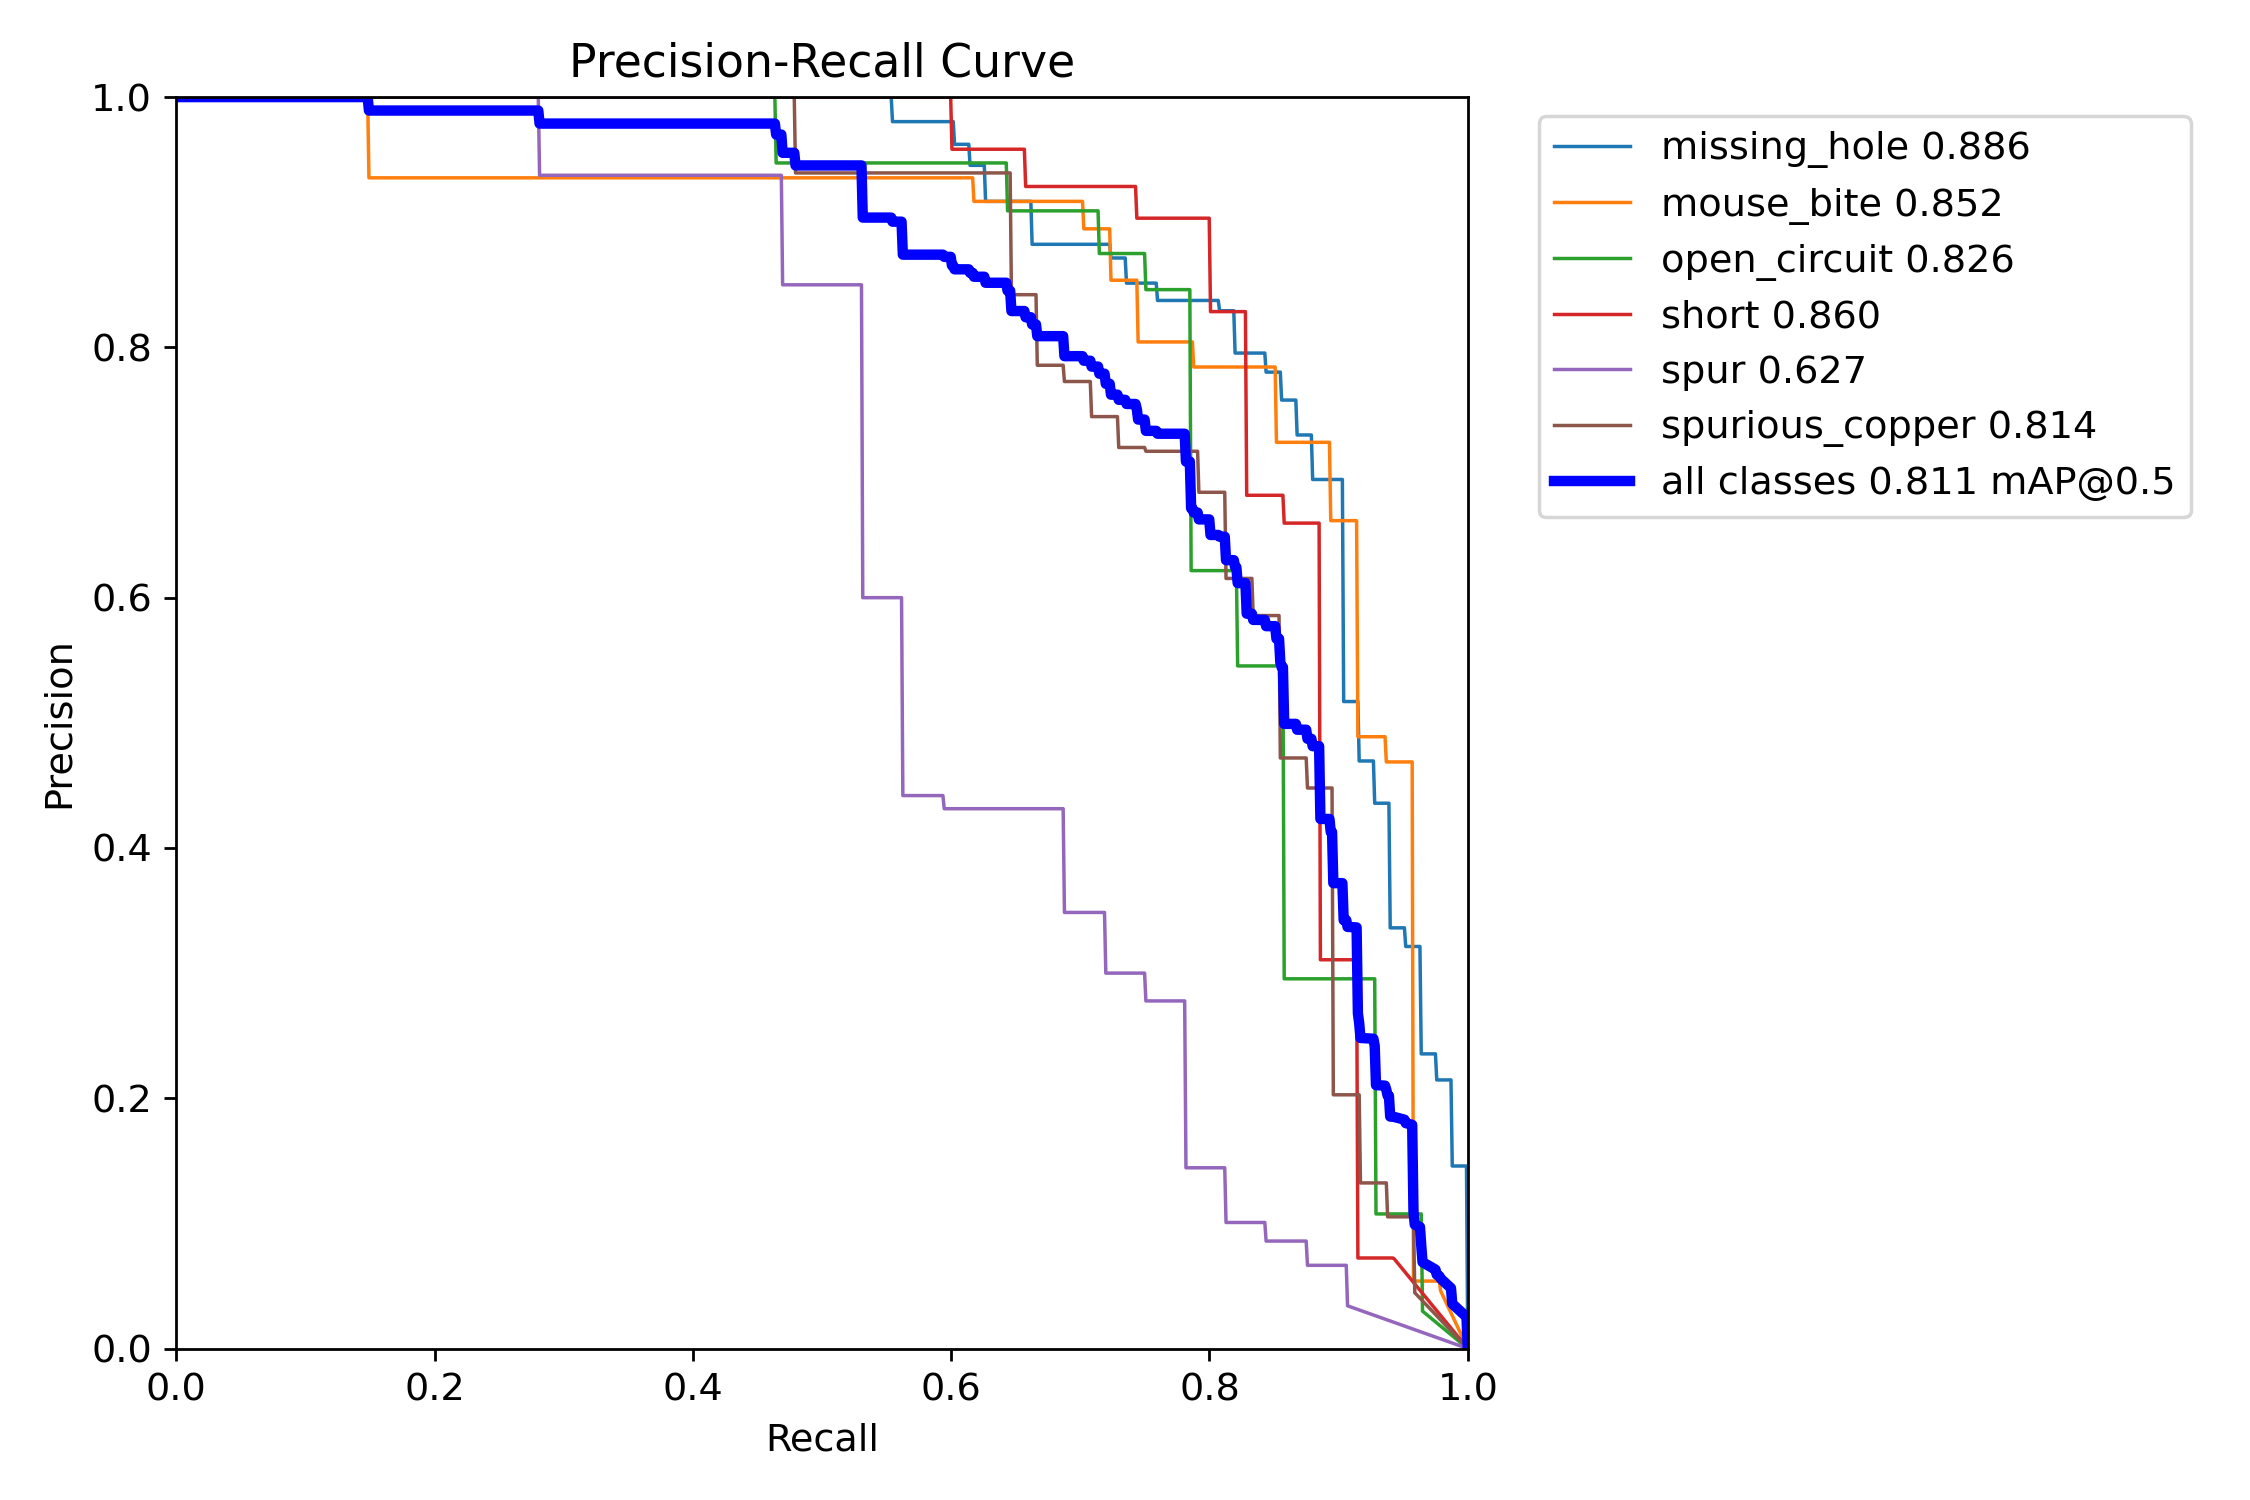 Precision-Recall Curve
1.0
0.8
0.6
0.4
0.2
0.0
Precision
0.0 0.2 0.4 0.6 0.8 1.0
Recall
missing_hole 0.886
mouse_bite 0.852
open_circuit 0.826
short 0.860
spur 0.627
spurious_copper 0.814
all classes 0.811 mAP@0.5